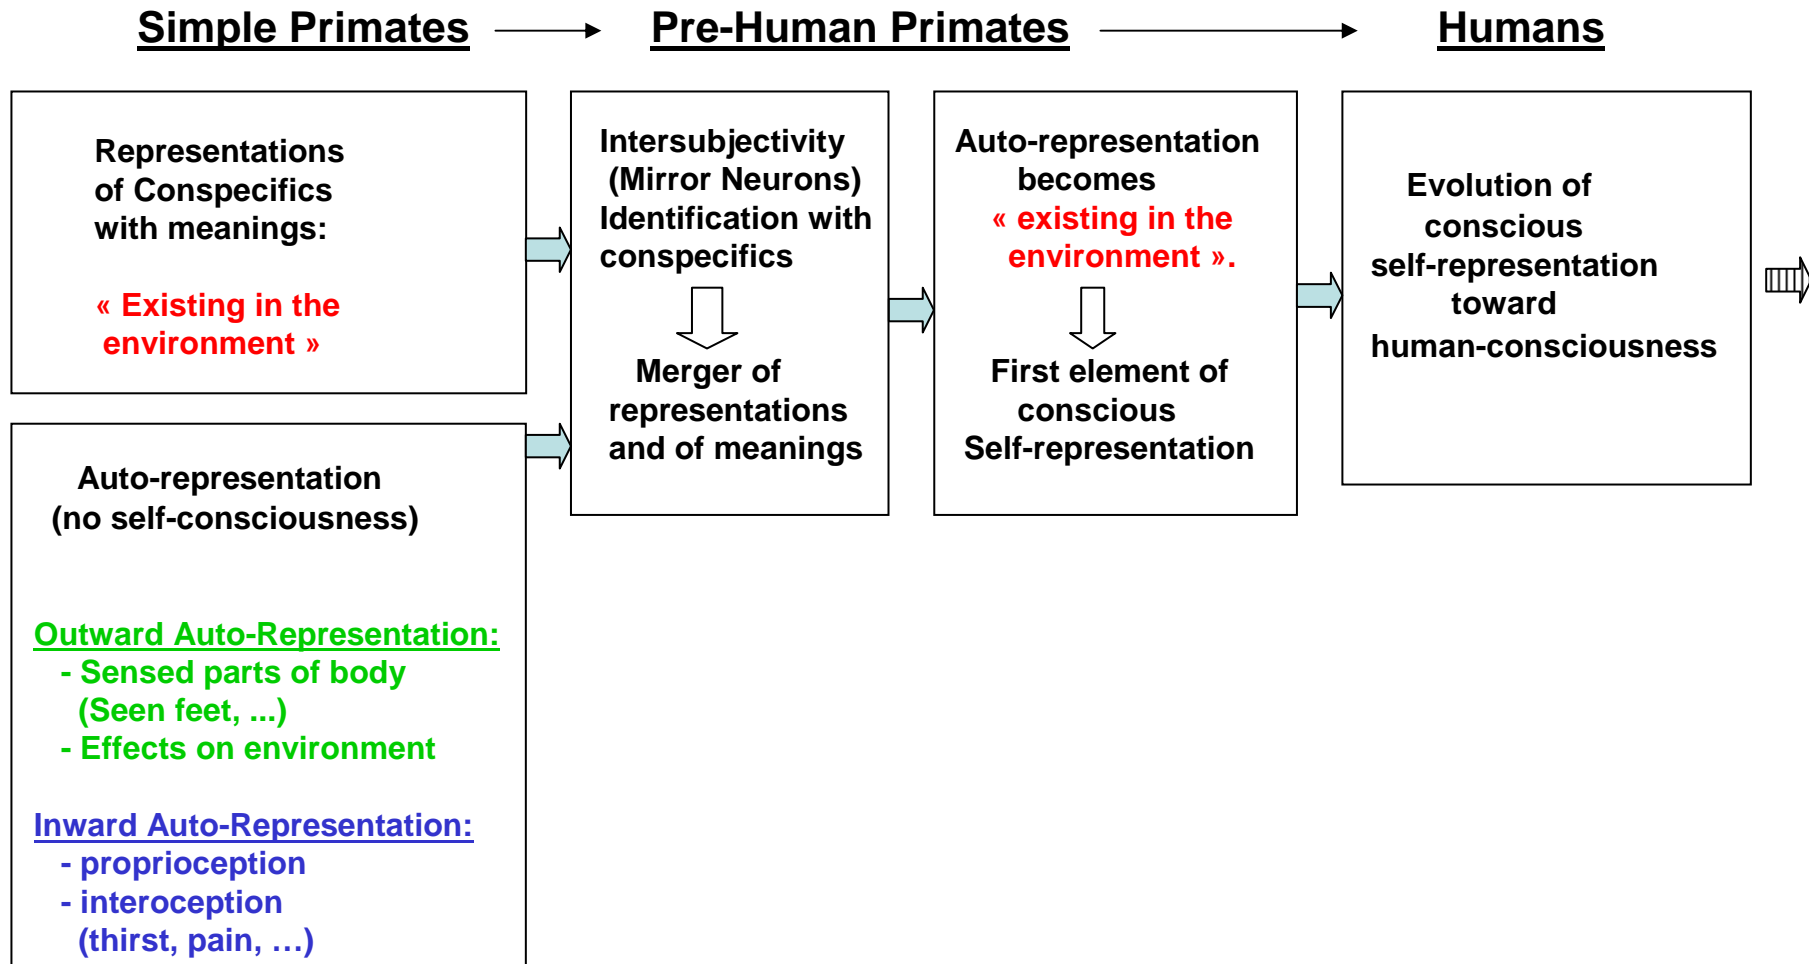 Simple Primates
Pre-Human Primates
Humans
Representations
of Conspecifics
with meanings:
« Existing in the
environment »
Auto-representation
(no self-consciousness)
Outward Auto-Representation:
- Sensed parts of body
(Seen feet, ...)
- Effects on environment
Inward Auto-Representation:
- proprioception
- interoception
(thirst, pain, …)
Intersubjectivity
(Mirror Neurons)
Identification with
conspecifics
Merger of
representations
and of meanings
Auto-representation
becomes
« existing in the
environment ».
First element of
conscious
Self-representation
Evolution of
conscious
self-representation
toward
human-consciousness